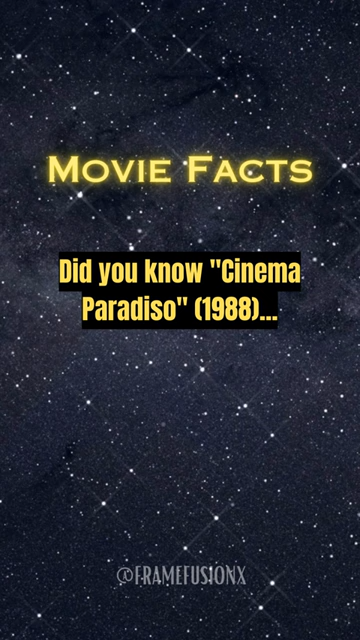 Movie Facts
Did you know "Cinema
Paradiso" (1988)...
@FRAMEFUSIONX